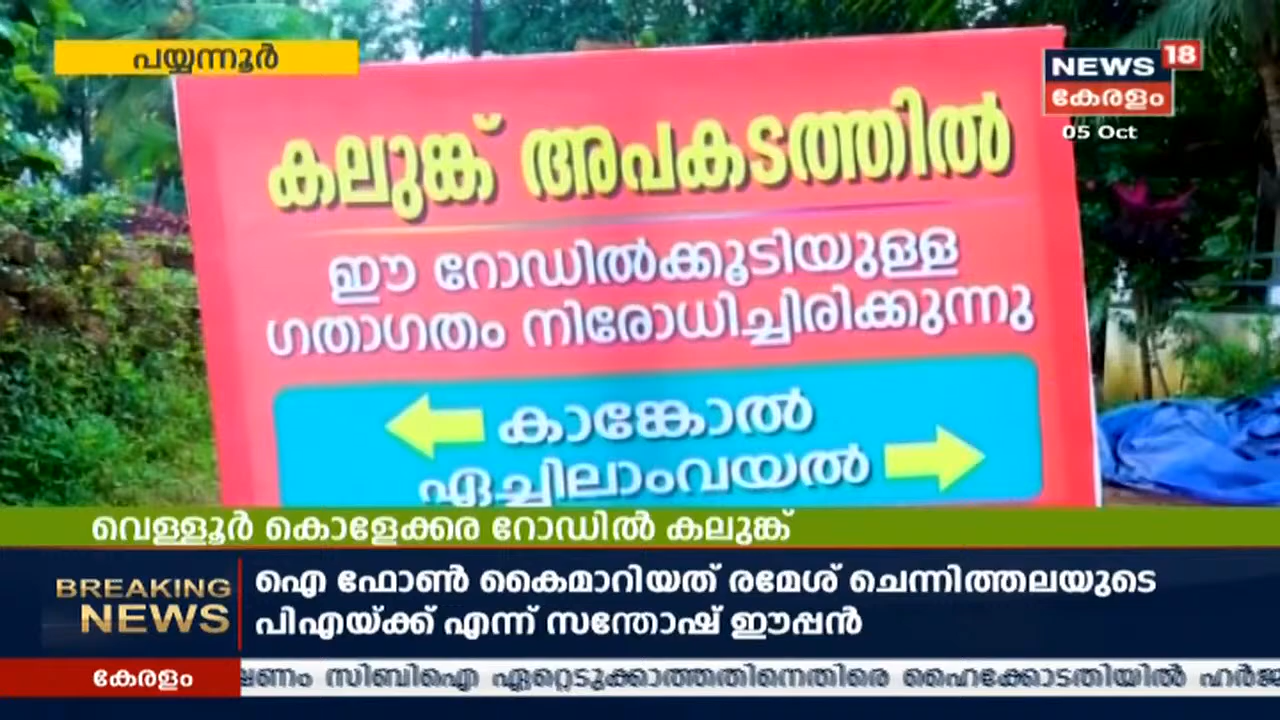 പയ്യന്നൂർ
NEWS 18
കേരളം
05 Oct
കലുങ്ക് അപകടത്തിൽ
ഈ റോഡിൽക്കൂടിയുള്ള
ഗതാഗതം നിരോധിച്ചിരിക്കുന്നു
കാങ്കോൽ
ഏച്ചിലാംവയൽ
വെള്ളൂർ കൊളേക്കര റോഡിൽ കലുങ്ക്
BREAKING NEWS
ഐ ഫോൺ കൈമാറിയത് രമേശ് ചെന്നിത്തലയുടെ
പിഎയ്ക്ക് എന്ന് സന്തോഷ് ഈപ്പൻ
കേരളം
സിബിഐ ഏറ്റെടുക്കാത്തതിനെതിരെ ഹൈക്കോടതിയിൽ